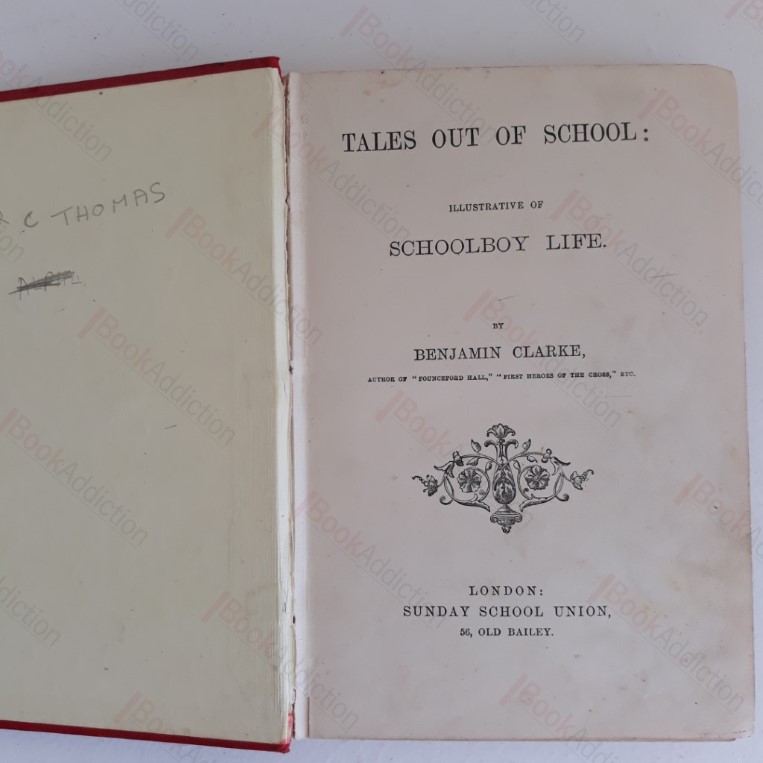 C THOMAS
TALES OUT OF SCHOOL:
ILLUSTRATIVE OF
SCHOOLBOY LIFE.
BY
BENJAMIN CLARKE,
AUTHOR OF "FOUNCEFORD HALL," "FIRST HEROES OF THE CROSS," ETC.
LONDON:
SUNDAY SCHOOL UNION,
56, OLD BAILEY.
BookAddiction